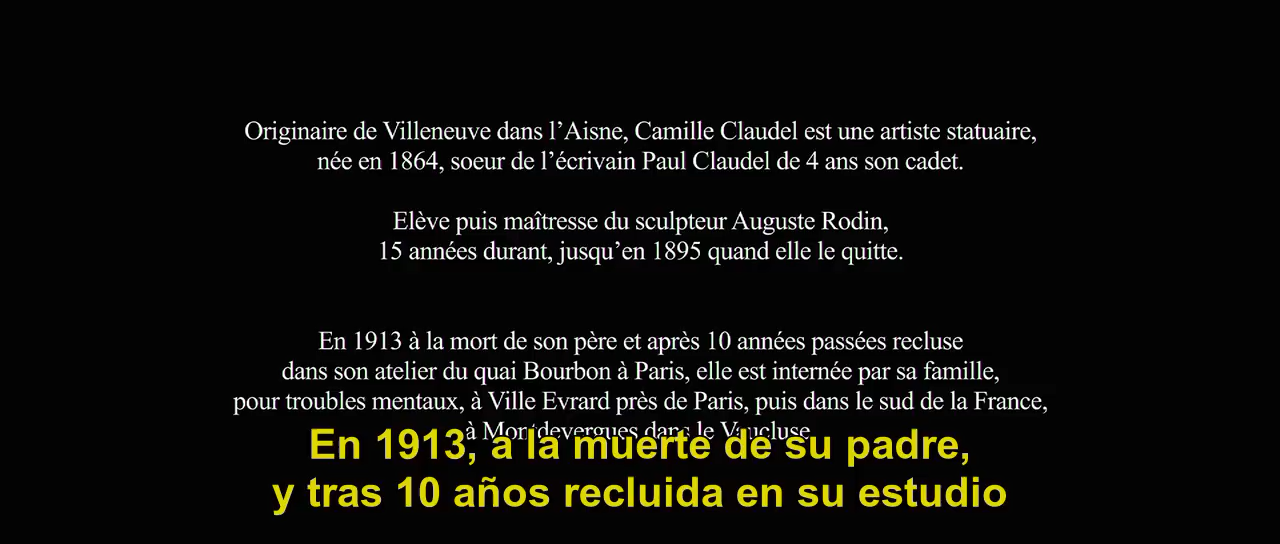 Originaire de Villeneuve dans l’Aisne, Camille Claudel est une artiste statuaire,
née en 1864, soeur de l’écrivain Paul Claudel de 4 ans son cadet.
Elève puis maîtresse du sculpteur Auguste Rodin,
15 années durant, jusqu’en 1895 quand elle le quitte.
En 1913 à la mort de son père et après 10 années passées recluse
dans son atelier du quai Bourbon à Paris, elle est internée par sa famille,
pour troubles mentaux, à Ville Evrard près de Paris, puis dans le sud de la France,
à Montdevergues dans le Vaucluse.
En 1913, a la muerte de su padre,
y tras 10 años recluida en su estudio